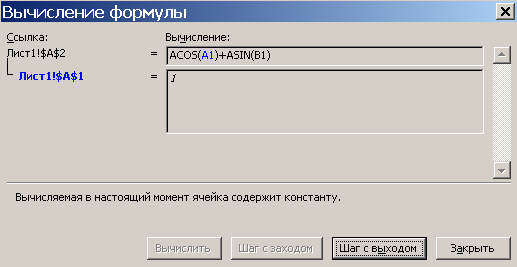 Вычисление формулы
Ссылка:
Вычисление:
Лист1!$A$2 = ACOS(A1)+ASIN(B1)
Лист1!$A$1 = 1
Вычисляемая в настоящий момент ячейка содержит константу.
Вычислить Шаг с заходом Шаг с выходом Закрыть